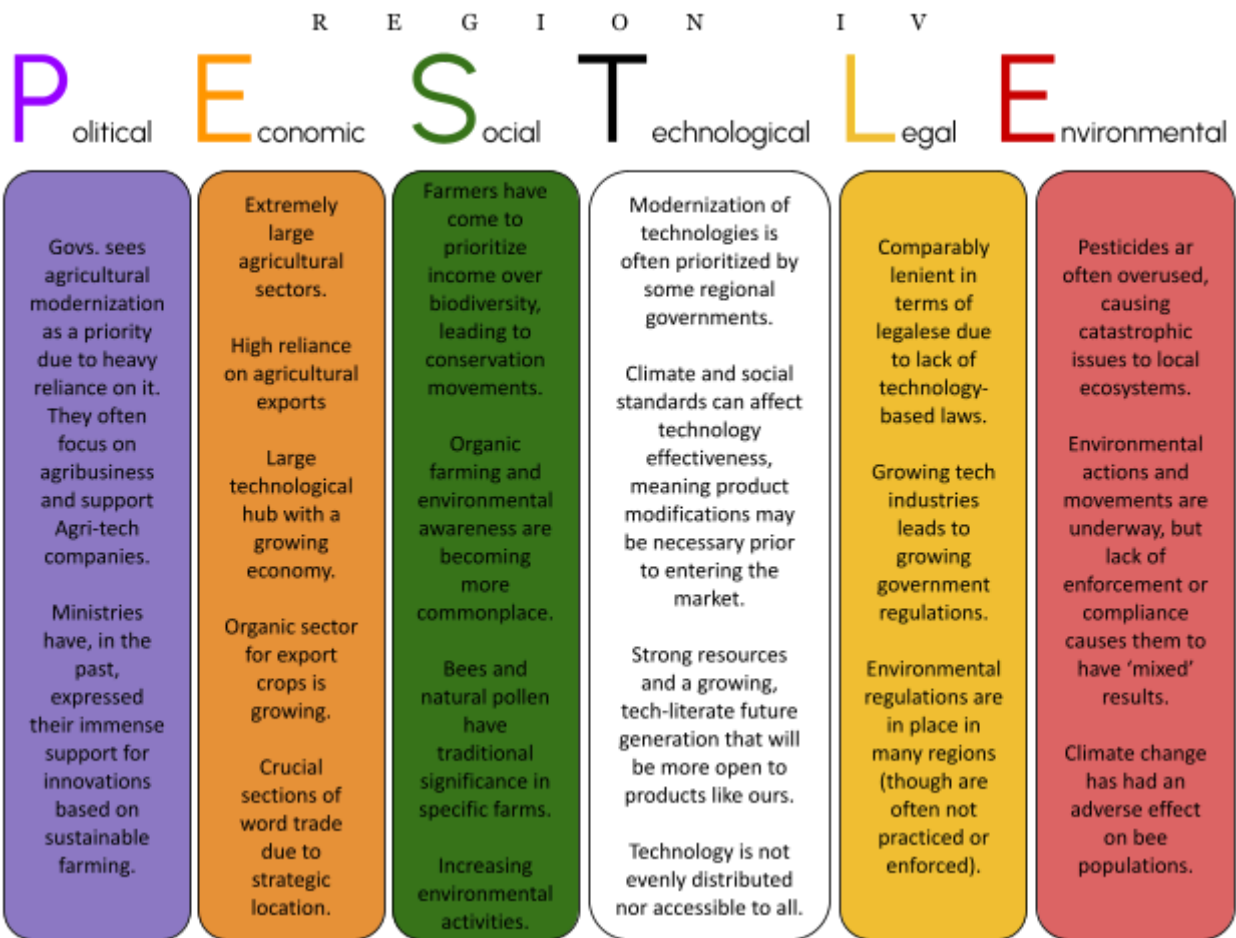 REGION IV
Political
Economic
Social
Technological
Legal
Environmental
Govs. sees
agricultural
modernization
as a priority
due to heavy
reliance on it.
They often
focus on
agribusiness
and support
Agri-tech
companies.
Ministries
have, in the
past,
expressed
their immense
support for
innovations
based on
sustainable
farming.
Extremely
large
agricultural
sectors.
High reliance
on agricultural
exports
Large
technological
hub with a
growing
economy.
Organic sector
for export
crops is
growing.
Crucial
sections of
word trade
due to
strategic
location.
Farmers have
come to
prioritize
income over
biodiversity,
leading to
conservation
movements.
Organic
farming and
environmental
awareness are
becoming
more
commonplace.
Bees and
natural pollen
have
traditional
significance in
specific farms.
Increasing
environmental
activities.
Modernization of
technologies is
often prioritized by
some regional
governments.
Climate and social
standards can affect
technology
effectiveness,
meaning product
modifications may
be necessary prior
to entering the
market.
Strong resources
and a growing,
tech-literate future
generation that will
be more open to
products like ours.
Technology is not
evenly distributed
nor accessible to all.
Comparably
lenient in
terms of
legalese due
to lack of
technology-
based laws.
Growing tech
industries
leads to
growing
government
regulations.
Environmental
regulations are
in place in
many regions
(though are
often not
practiced or
enforced).
Pesticides ar
often overused,
causing
catastrophic
issues to local
ecosystems.
Environmental
actions and
movements are
underway, but
lack of
enforcement or
compliance
causes them to
have ‘mixed’
results.
Climate change
has had an
adverse effect
on bee
populations.